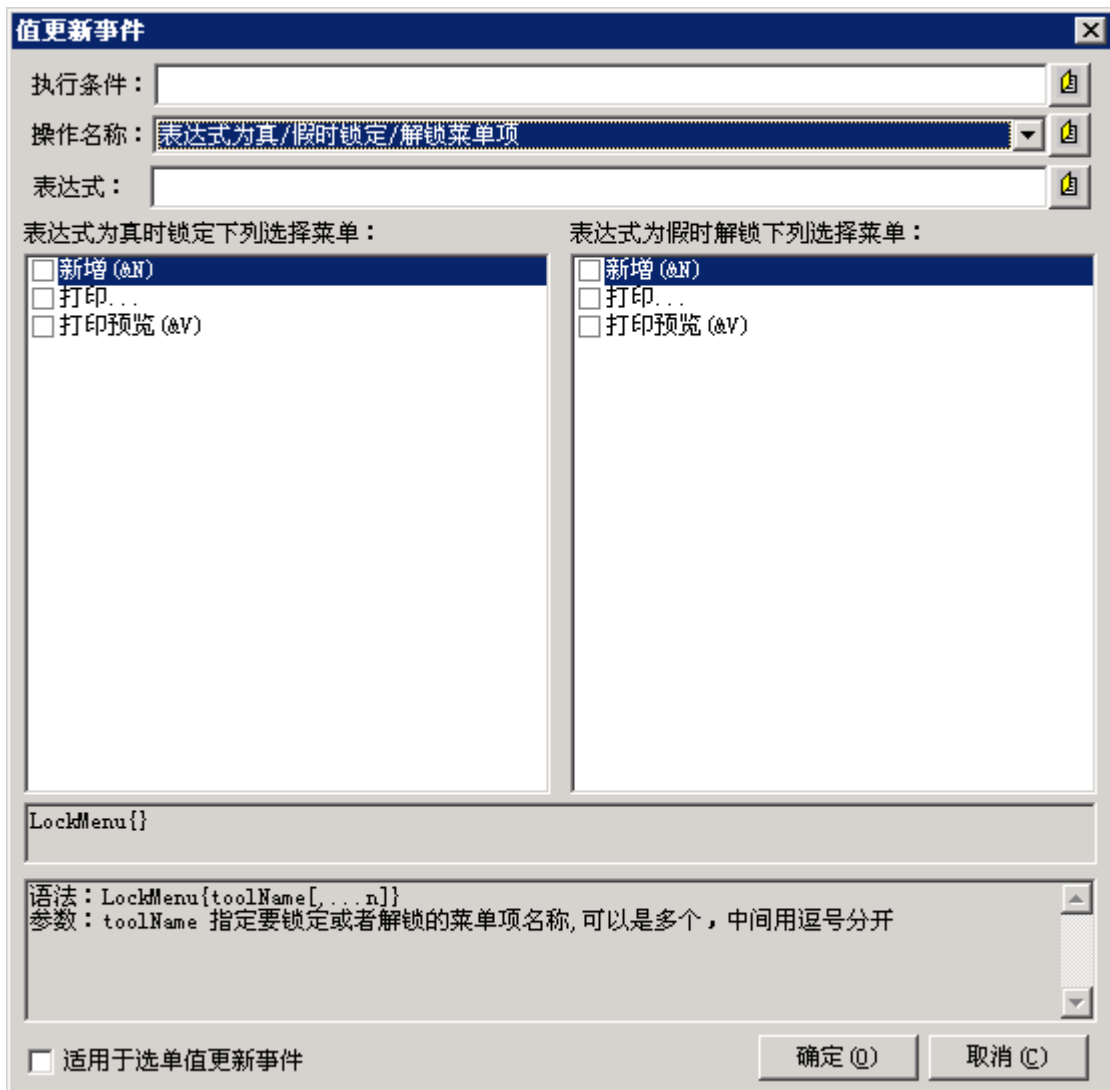 值更新事件
执行条件：
操作名称： 表达式为真/假时锁定/解锁菜单项
表达式：
表达式为真时锁定下列选择菜单： 表达式为假时解锁下列选择菜单：
新增(&N) 新增(&N)
打印... 打印...
打印预览(&V) 打印预览(&V)
LockMenu{}
语法：LockMenu{toolName[,...n]}
参数：toolName 指定要锁定或者解锁的菜单项名称,可以是多个，中间用逗号分开
适用于选单值更新事件 确定(O) 取消(C)